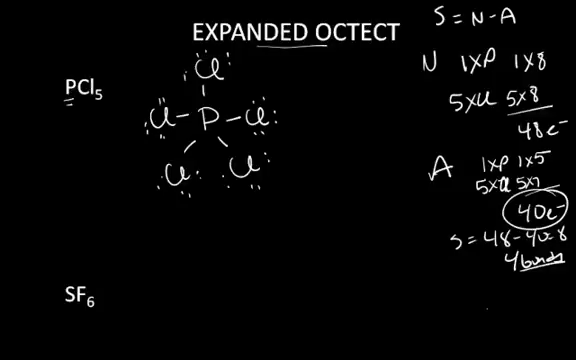 EXPANDED OCTECT
S = N - A
PCl5
Cl
Cl - P - Cl
Cl Cl
N 1xP 1x8
5xCl 5x8
48e-
A 1xP 1x5
5xCl 5x7
40e-
S = 48 - 40 = 8
4 bonds
SF6